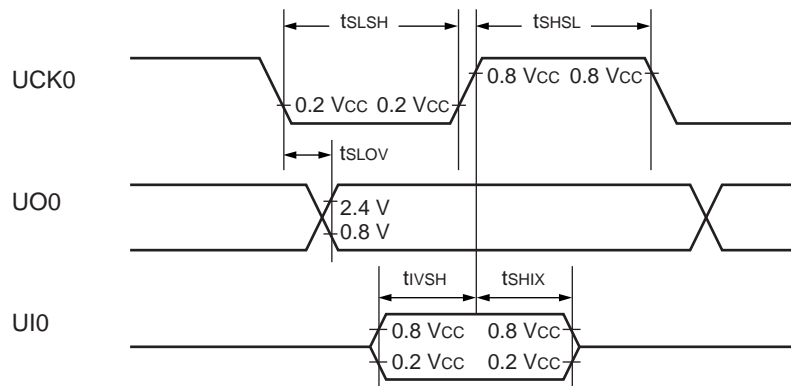 tSLSH tSHSL
UCK0
0.2 VCC 0.2 VCC
0.8 VCC 0.8 VCC
tSLOV
UO0
2.4 V
0.8 V
tIVSH tSHIX
UI0
0.8 VCC 0.8 VCC
0.2 VCC 0.2 VCC